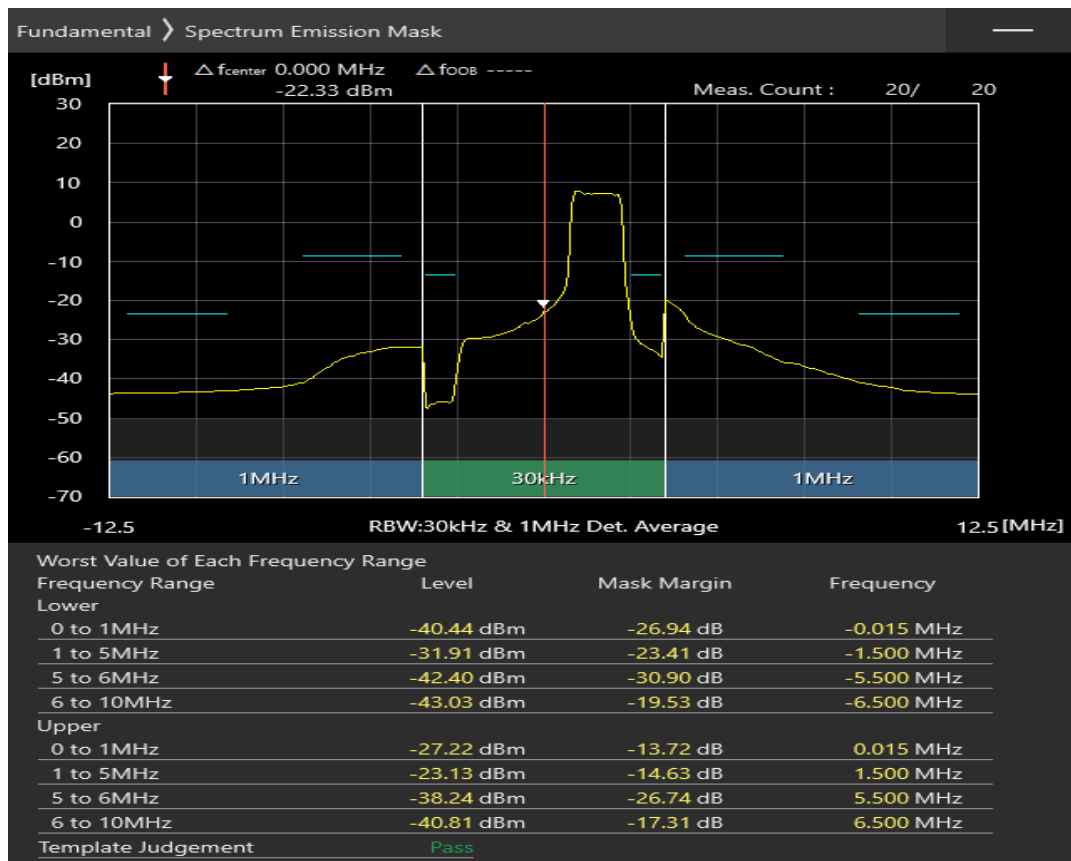 Fundamental ❯ Spectrum Emission Mask
[dBm] △ fcenter 0.000 MHz △ fOOB -----
-22.33 dBm Meas. Count : 20/ 20
30
20
10
0
-10
-20
-30
-40
-50
-60
1MHz 30kHz 1MHz
-70
-12.5 RBW:30kHz & 1MHz Det. Average 12.5 [MHz]
Worst Value of Each Frequency Range
Frequency Range Level Mask Margin Frequency
Lower
0 to 1MHz -40.44 dBm -26.94 dB -0.015 MHz
1 to 5MHz -31.91 dBm -23.41 dB -1.500 MHz
5 to 6MHz -42.40 dBm -30.90 dB -5.500 MHz
6 to 10MHz -43.03 dBm -19.53 dB -6.500 MHz
Upper
0 to 1MHz -27.22 dBm -13.72 dB 0.015 MHz
1 to 5MHz -23.13 dBm -14.63 dB 1.500 MHz
5 to 6MHz -38.24 dBm -26.74 dB 5.500 MHz
6 to 10MHz -40.81 dBm -17.31 dB 6.500 MHz
Template Judgement Pass